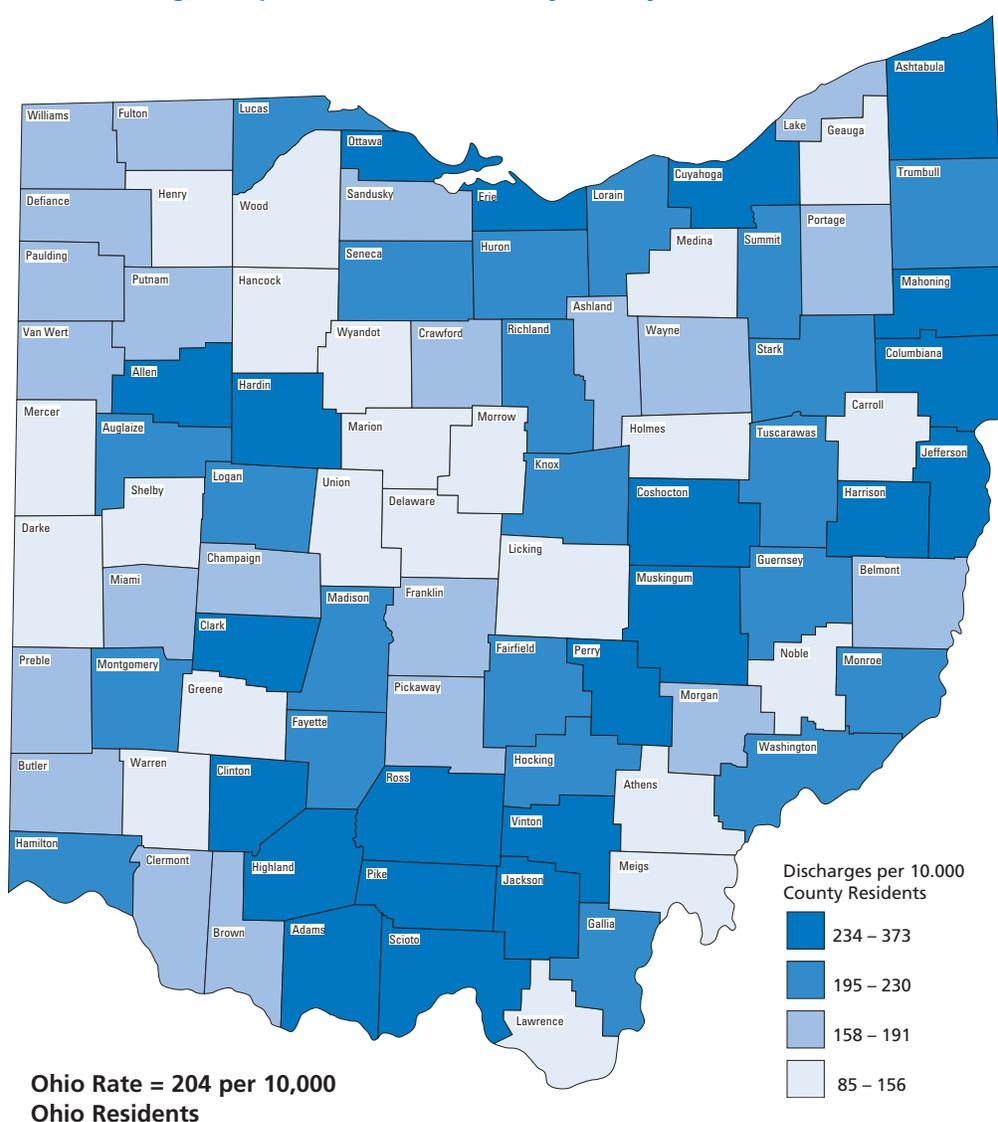 Ashtabula
Lake
Geauga
Williams
Fulton
Lucas
Ottawa
Cuyahoga
Trumbull
Defiance
Henry
Wood
Sandusky
Erie
Lorain
Portage
Medina
Summit
Paulding
Putnam
Hancock
Seneca
Huron
Mahoning
Ashland
Van Wert
Wyandot
Crawford
Richland
Wayne
Stark
Columbiana
Allen
Hardin
Mercer
Auglaize
Marion
Morrow
Holmes
Tuscarawas
Carroll
Jefferson
Shelby
Logan
Union
Delaware
Knox
Coshocton
Harrison
Darke
Champaign
Licking
Muskingum
Guernsey
Belmont
Miami
Clark
Madison
Franklin
Preble
Montgomery
Greene
Fayette
Pickaway
Fairfield
Perry
Morgan
Noble
Monroe
Washington
Butler
Warren
Clinton
Ross
Hocking
Athens
Hamilton
Clermont
Highland
Pike
Vinton
Jackson
Meigs
Brown
Adams
Scioto
Gallia
Lawrence
Discharges per 10.000
County Residents
234 – 373
195 – 230
158 – 191
85 – 156
Ohio Rate = 204 per 10,000
Ohio Residents